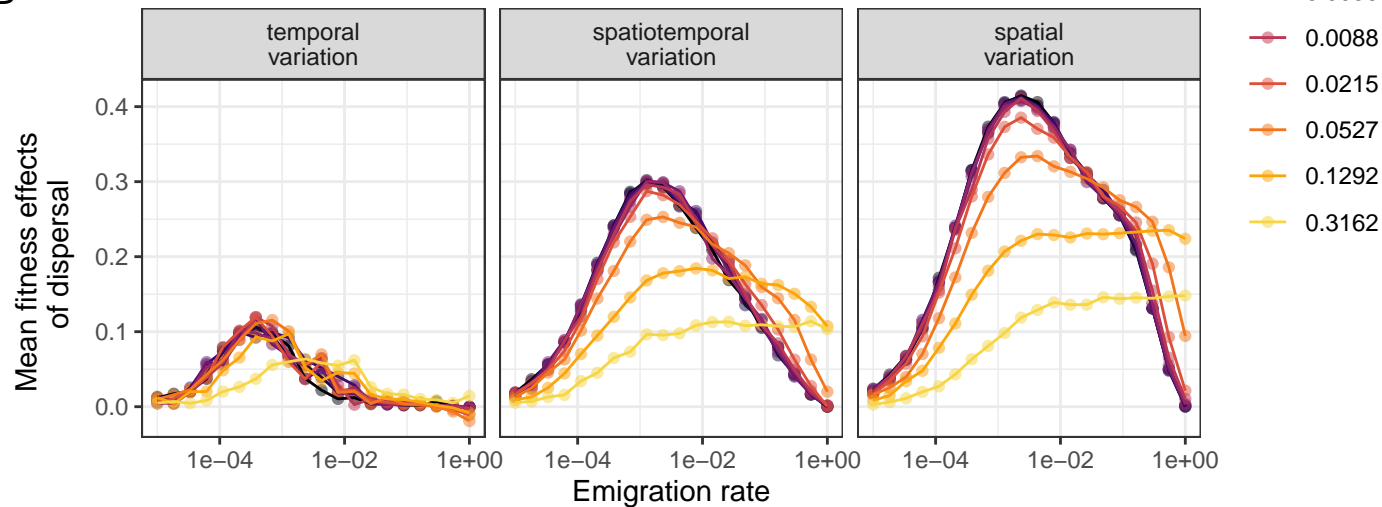 temporal
variation
spatiotemporal
variation
spatial
variation
0.0088
0.0215
0.0527
0.1292
0.3162
Mean fitness effects
of dispersal
0.4
0.3
0.2
0.1
0.0
1e−04
1e−02
1e+00
1e−04
1e−02
1e+00
1e−04
1e−02
1e+00
Emigration rate